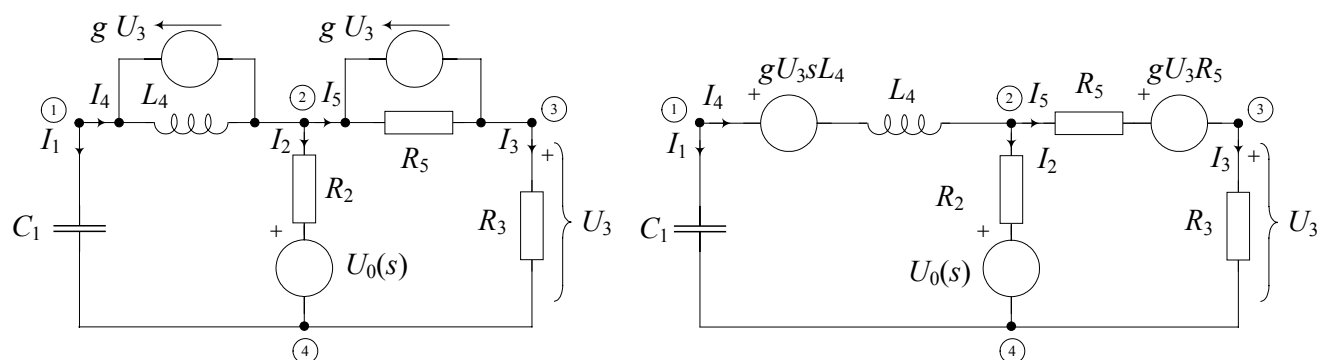 g U₃
g U₃
I₄
L₄
I₅
1
2
3
I₁
I₂
I₃
+
R₅
R₂
C₁
R₃
U₃
+
U₀(s)
4
gU₃sL₄
gU₃R₅
1
I₄
+
L₄
2
I₅
R₅
+
3
I₁
I₂
I₃
+
R₂
C₁
R₃
U₃
+
U₀(s)
4